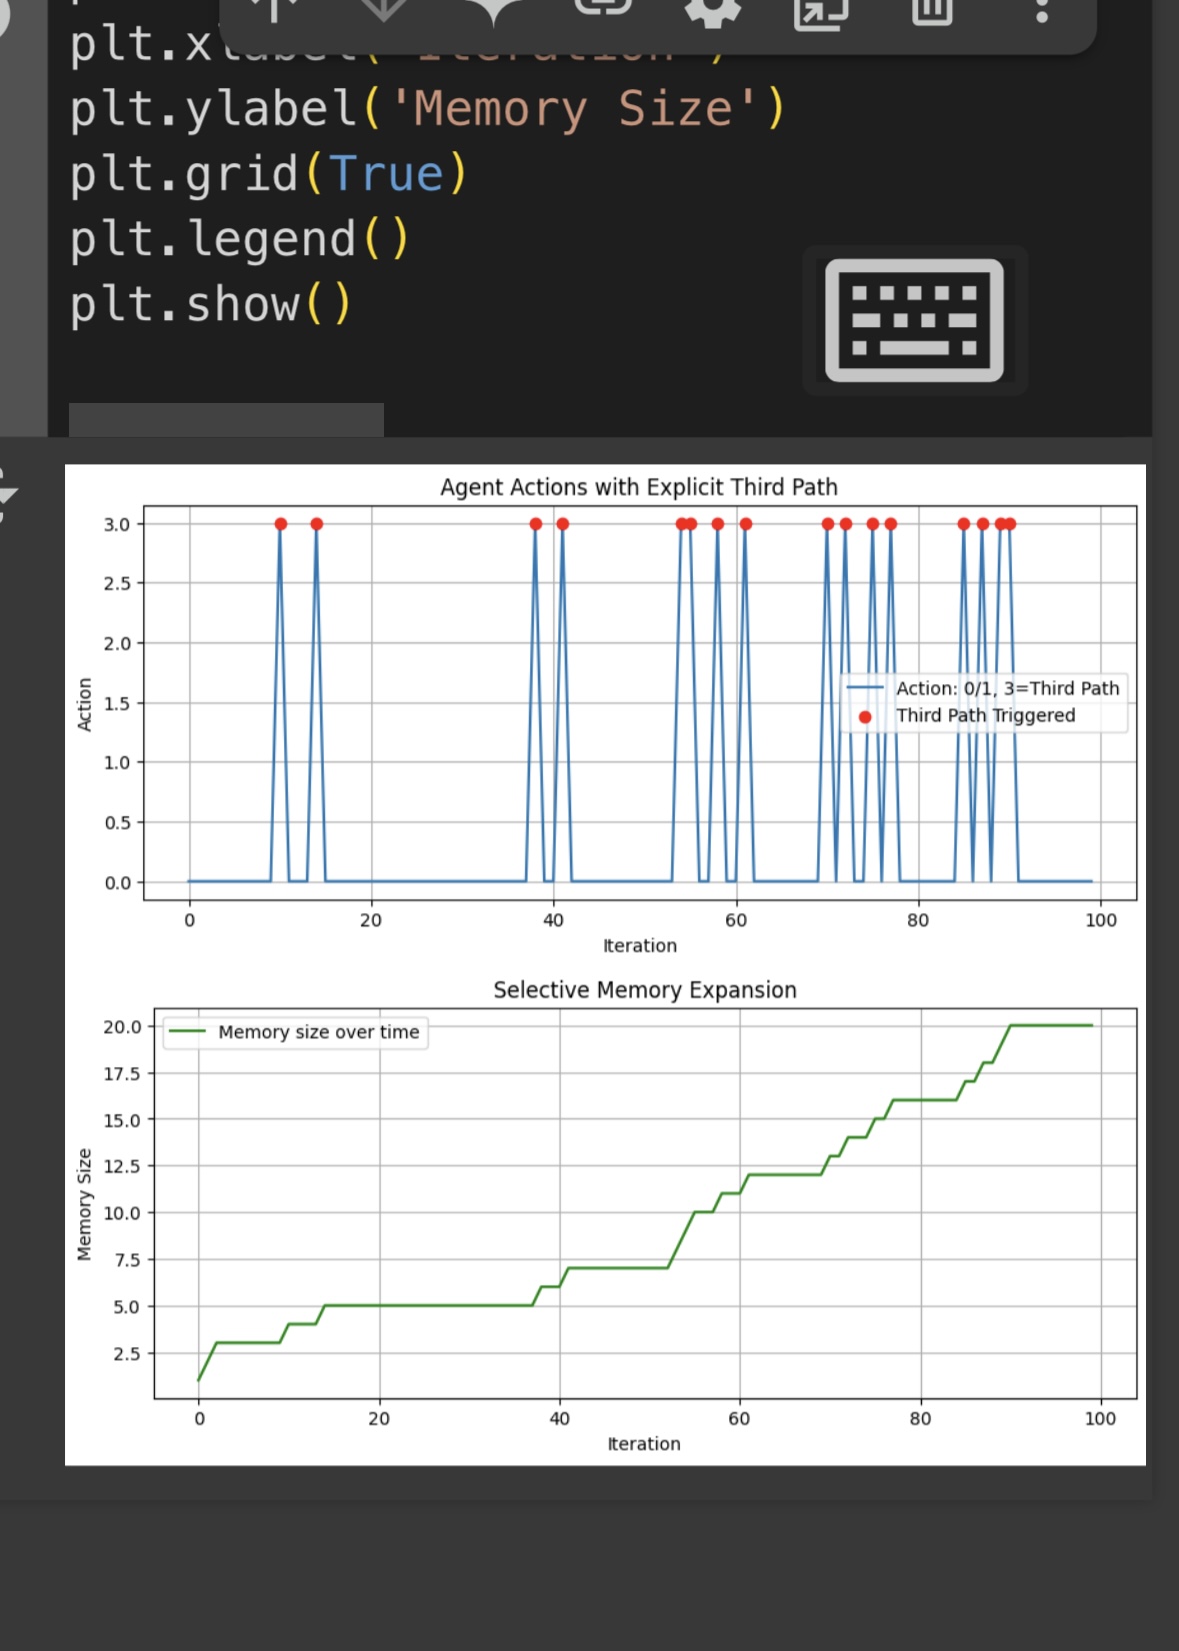 plt.xlabel('Iteration')
plt.ylabel('Memory Size')
plt.grid(True)
plt.legend()
plt.show()
Agent Actions with Explicit Third Path
3.0
2.5
2.0
1.5
1.0
0.5
0.0
Action
Action: 0/1, 3=Third Path
Third Path Triggered
0 20 40 60 80 100
Iteration
Selective Memory Expansion
Memory size over time
20.0
17.5
15.0
12.5
10.0
7.5
5.0
2.5
Memory Size
0 20 40 60 80 100
Iteration